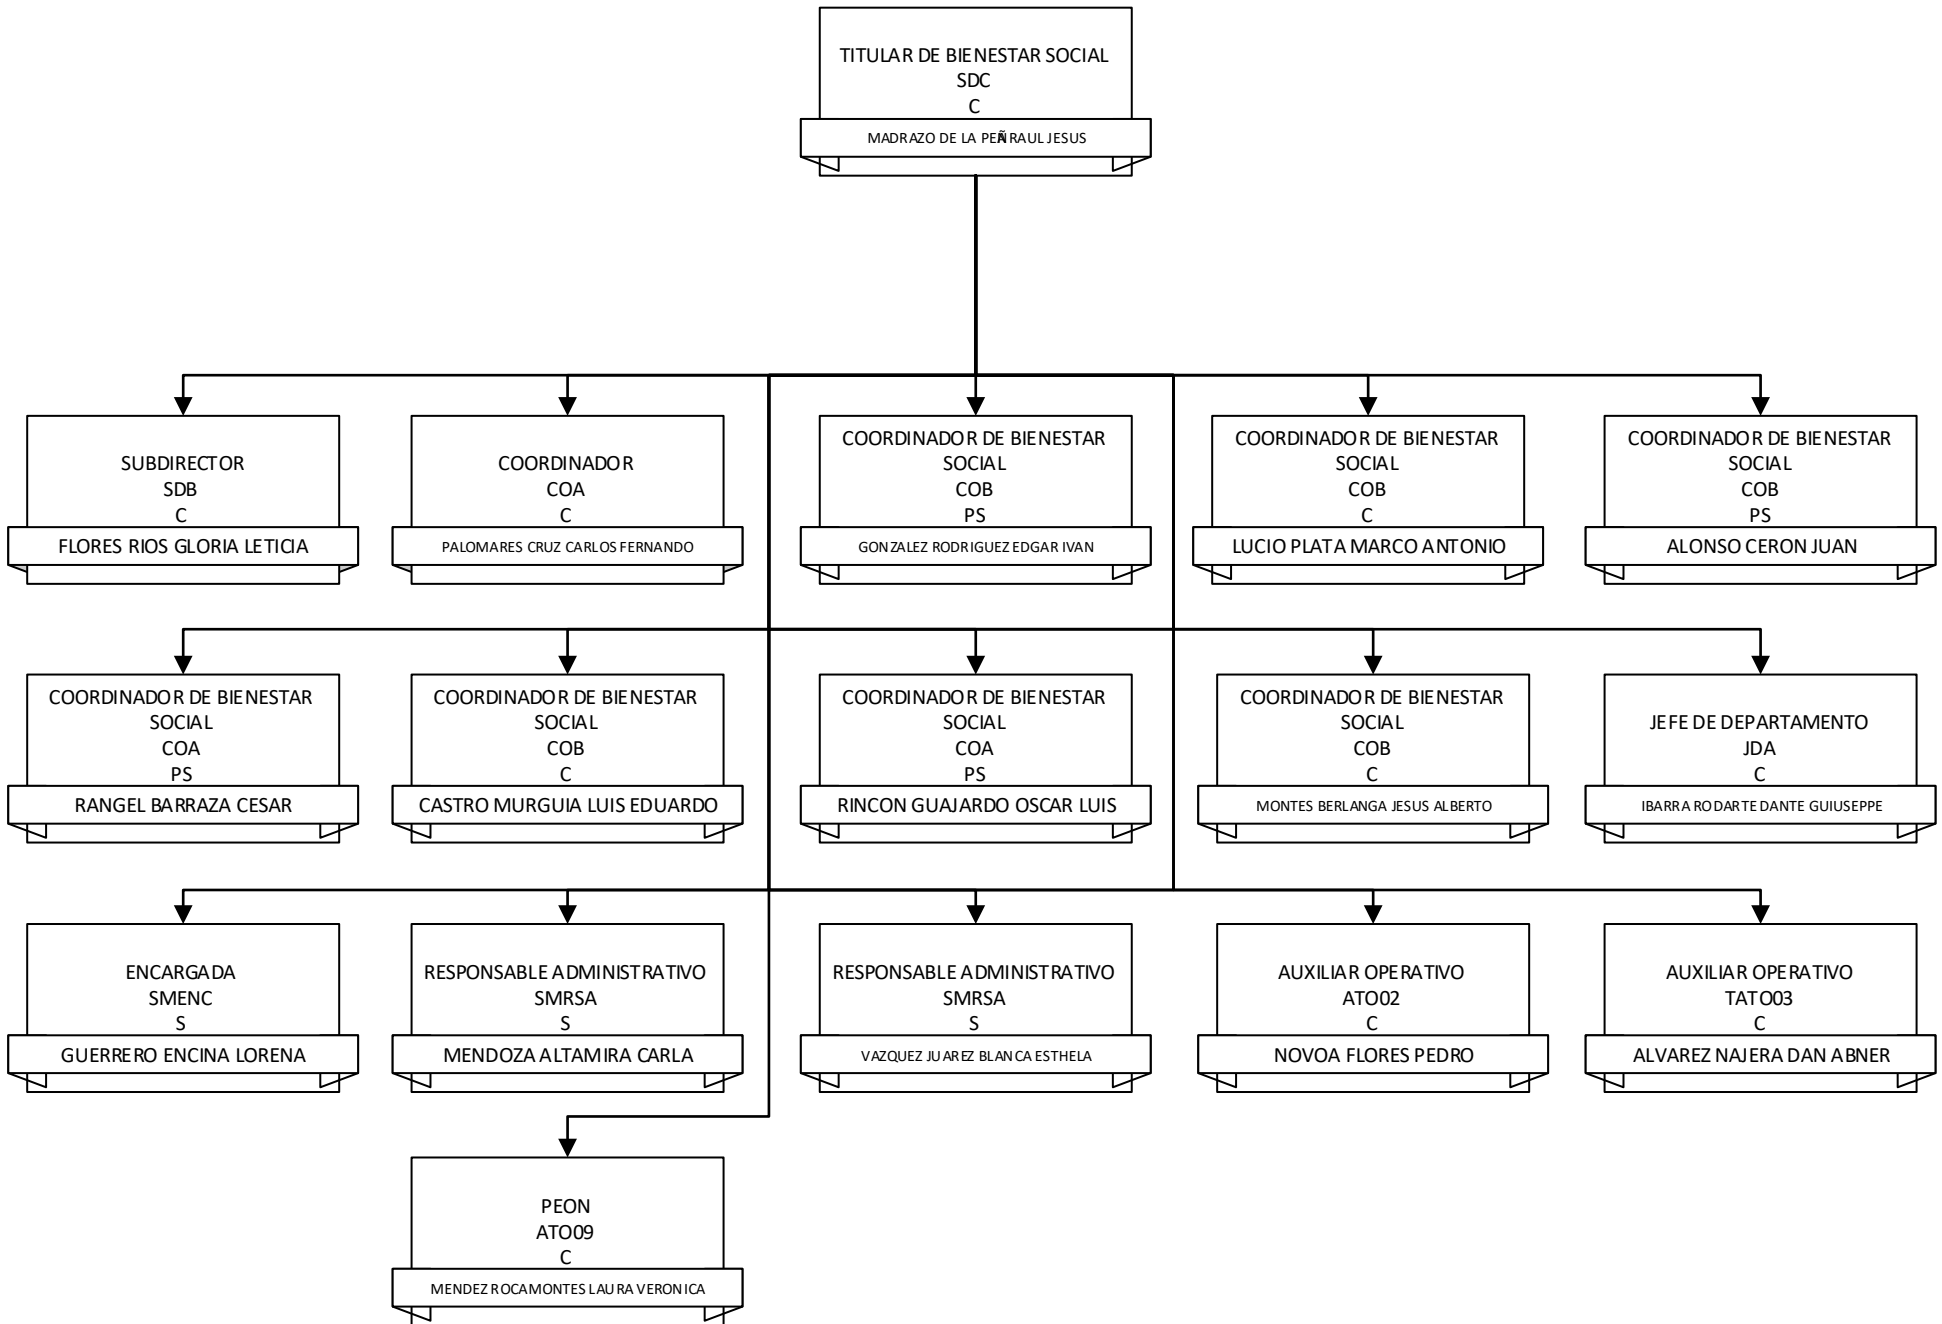 TITULAR DE BIENESTAR SOCIAL
SDC
C
MADRAZO DE LA PEÑ RAUL JESUS
SUBDIRECTOR
SDB
C
FLORES RIOS GLORIA LETICIA
COORDINADOR
COA
C
PALOMARES CRUZ CARLOS FERNANDO
COORDINADOR DE BIENESTAR
SOCIAL
COB
PS
GONZALEZ RODRIGUEZ EDGAR IVAN
COORDINADOR DE BIENESTAR
SOCIAL
COB
C
LUCIO PLATA MARCO ANTONIO
COORDINADOR DE BIENESTAR
SOCIAL
COB
PS
ALONSO CERON JUAN
COORDINADOR DE BIENESTAR
SOCIAL
COA
PS
RANGEL BARRAZA CESAR
COORDINADOR DE BIENESTAR
SOCIAL
COB
C
CASTRO MURGUIA LUIS EDUARDO
COORDINADOR DE BIENESTAR
SOCIAL
COA
PS
RINCON GUAJARDO OSCAR LUIS
COORDINADOR DE BIENESTAR
SOCIAL
COB
C
MONTES BERLANGA JESUS ALBERTO
JEFE DE DEPARTAMENTO
JDA
C
IBARRA RODARTE DANTE GUIUSEPPE
ENCARGADA
SMENC
S
GUERRERO ENCINA LORENA
RESPONSABLE ADMINISTRATIVO
SMRSA
S
MENDOZA ALTAMIRA CARLA
RESPONSABLE ADMINISTRATIVO
SMRSA
S
VAZQUEZ JUAREZ BLANCA ESTHELA
AUXILIAR OPERATIVO
ATO02
C
NOVOA FLORES PEDRO
AUXILIAR OPERATIVO
TATO03
C
ALVAREZ NAJERA DAN ABNER
PEON
ATO09
C
MENDEZ ROCAMONTES LAURA VERONICA